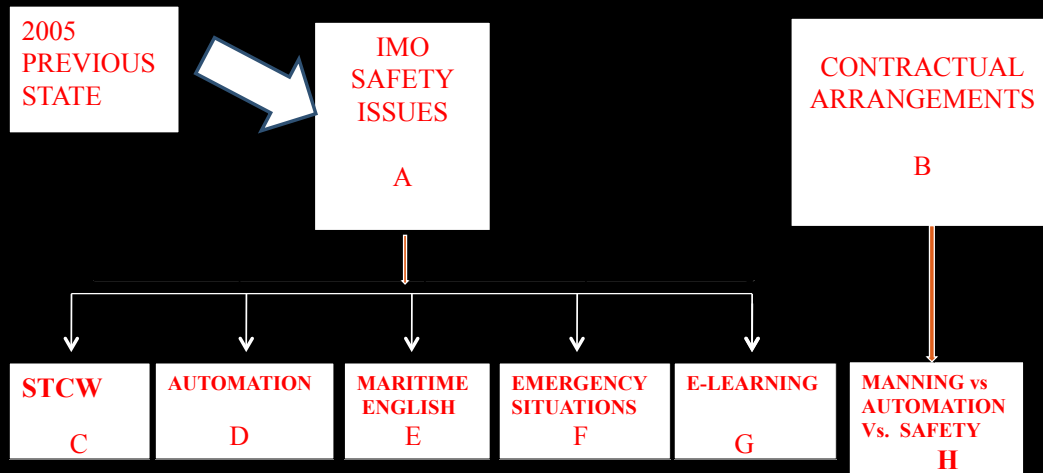 2005
PREVIOUS
STATE
IMO
SAFETY
ISSUES
A
CONTRACTUAL
ARRANGEMENTS
B
STCW
C
AUTOMATION
D
MARITIME
ENGLISH
E
EMERGENCY
SITUATIONS
F
E-LEARNING
G
MANNING vs
AUTOMATION
Vs. SAFETY
H